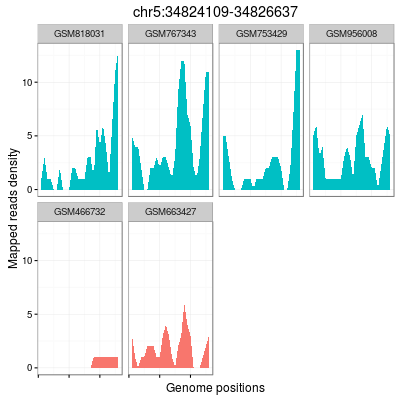 chr5:34824109-34826637
GSM818031 GSM767343 GSM753429 GSM956008
10
5
0
GSM466732 GSM663427
10
5
0
Mapped reads density
Genome positions